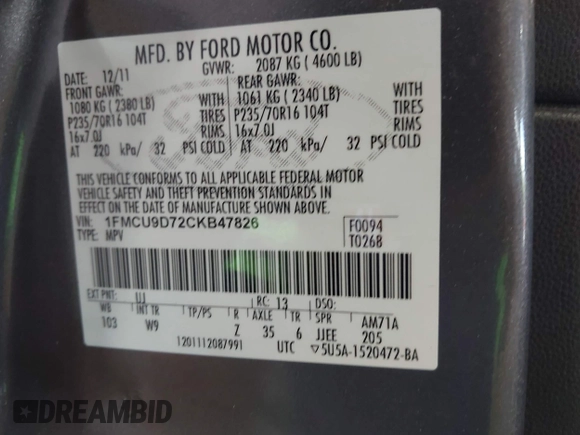 MFD. BY FORD MOTOR CO.
DATE: 12/11 GVWR: 2087 KG ( 4600 LB)
FRONT GAWR: REAR GAWR:
1080 KG ( 2380 LB) WITH 1061 KG ( 2340 LB) WITH
P235/70R16 104T TIRES P235/70R16 104T TIRES
16x7.0J RIMS 16x7.0J RIMS
AT 220 kPa/ 32 PSI COLD AT 220 kPa/ 32 PSI COLD
THIS VEHICLE CONFORMS TO ALL APPLICABLE FEDERAL MOTOR
VEHICLE SAFETY AND THEFT PREVENTION STANDARDS IN
EFFECT ON THE DATE OF MANUFACTURE SHOWN ABOVE.
VIN: 1FMCU9D72CKB47826 F0094
TYPE: MPV T0268
EXT PNT: UJ RC: 13 DSO:
WB INT TR TP/PS R AXLE TR SPR AM71A
103 W9 Z 35 6 JJEE 205
120111208 7991 UTC ▽5U5A-1520472-BA
DREAMBID.COM